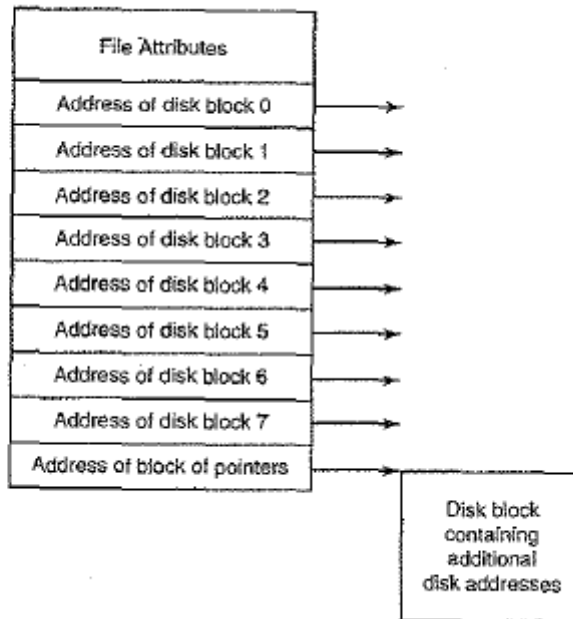 File Attributes
Address of disk block 0
Address of disk block 1
Address of disk block 2
Address of disk block 3
Address of disk block 4
Address of disk block 5
Address of disk block 6
Address of disk block 7
Address of block of pointers
Disk block
containing
additional
disk addresses